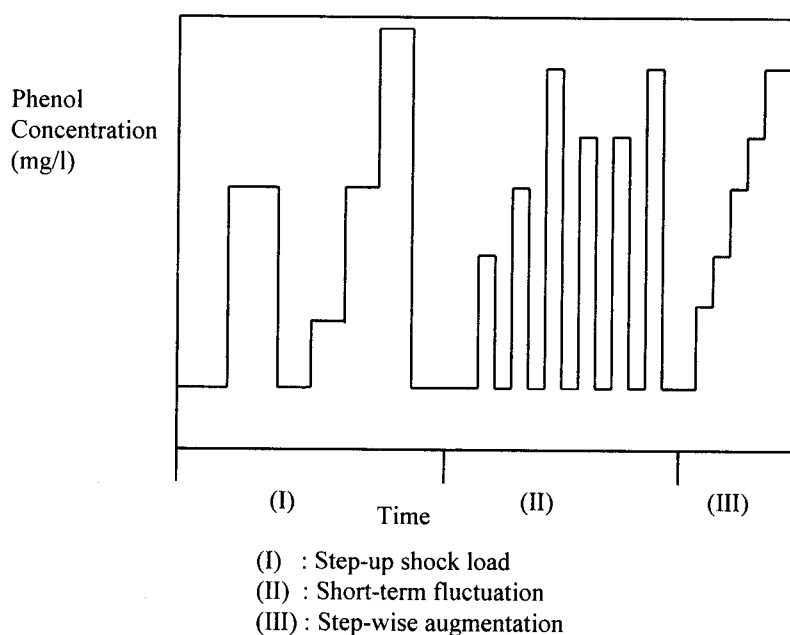 Phenol
Concentration
(mg/l)
(I)
(II)
(III)
Time
(I) : Step-up shock load
(II) : Short-term fluctuation
(III) : Step-wise augmentation